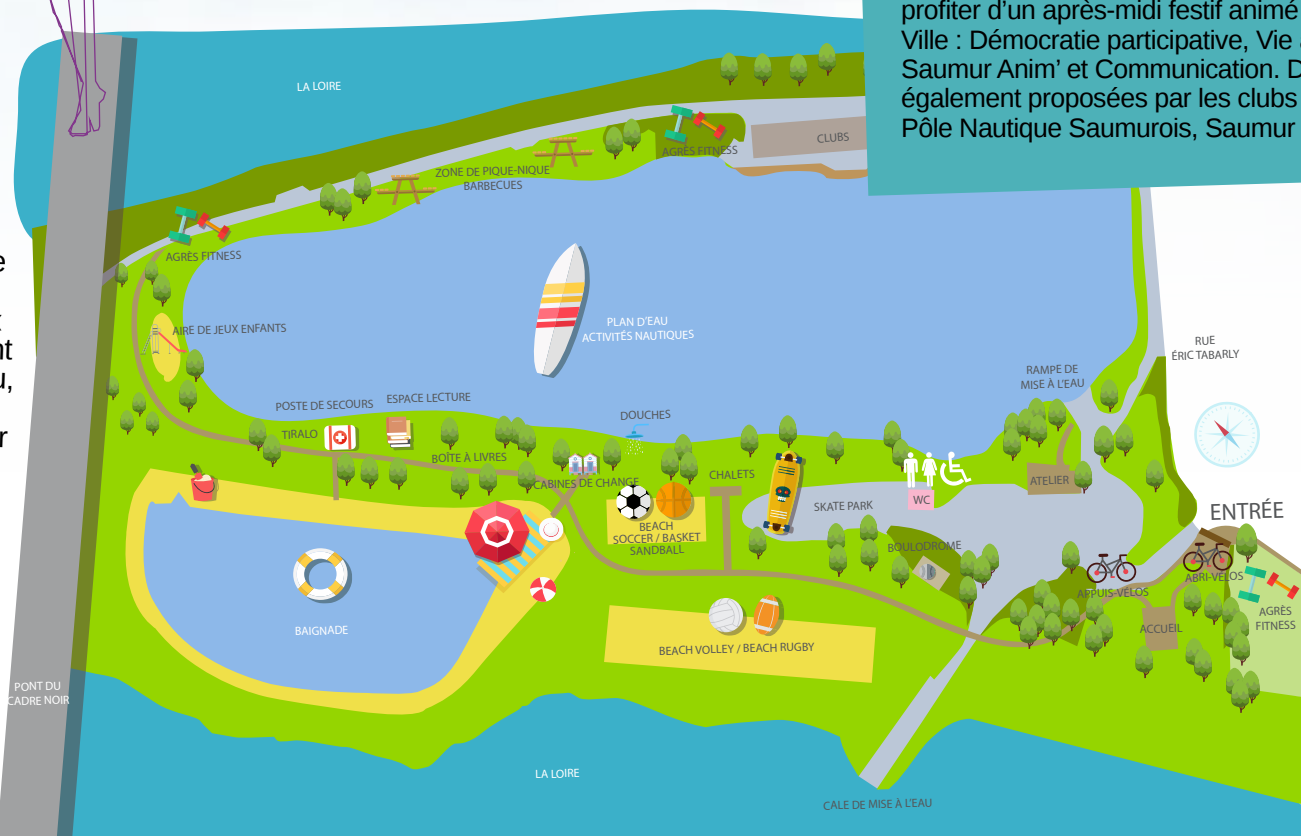 profiter d'un après-midi festif animé
Ville : Démocratie participative, Vie
Saumur Anim' et Communication. D
également proposées par les clubs
Pôle Nautique Saumurois, Saumur
LA LOIRE
CLUBS
AGRÈS FITNESS
ZONE DE PIQUE-NIQUE
BARBECUES
AGRÈS FITNESS
AIRE DE JEUX ENFANTS
PLAN D'EAU
ACTIVITÉS NAUTIQUES
RUE
ÉRIC TABARLY
RAMPE DE
MISE À L'EAU
POSTE DE SECOURS
ESPACE LECTURE
DOUCHES
TIRALO
BOÎTE À LIVRES
CABINES DE CHANGE
CHALETS
ATELIER
WC
SKATE PARK
ENTRÉE
BEACH
SOCCER / BASKET
SANDBALL
BOULODROME
ABRI-VÉLOS
APPUIS-VÉLOS
AGRÈS
FITNESS
ACCUEIL
BAIGNADE
BEACH VOLLEY / BEACH RUGBY
PONT DU
CADRE NOIR
LA LOIRE
CALE DE MISE À L'EAU